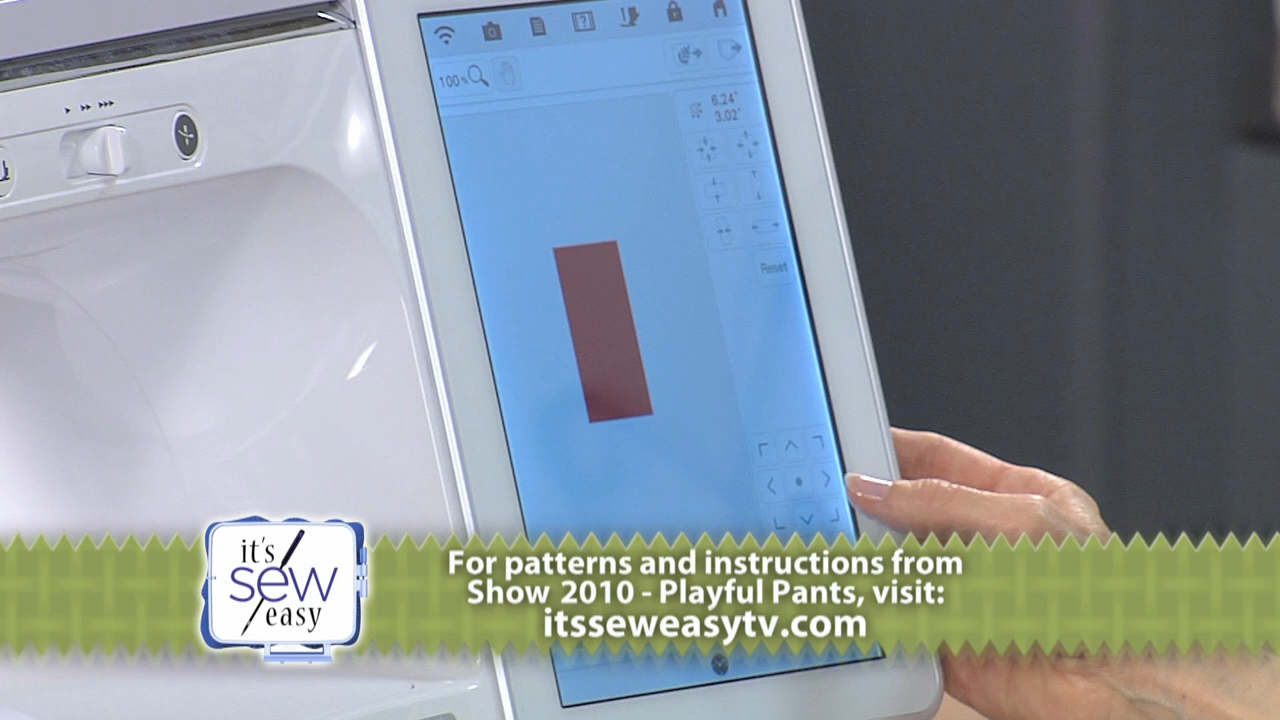 100%
6.24"
3.02"
Reset
it's
sew
easy
For patterns and instructions from
Show 2010 - Playful Pants, visit:
itsseweasytv.com